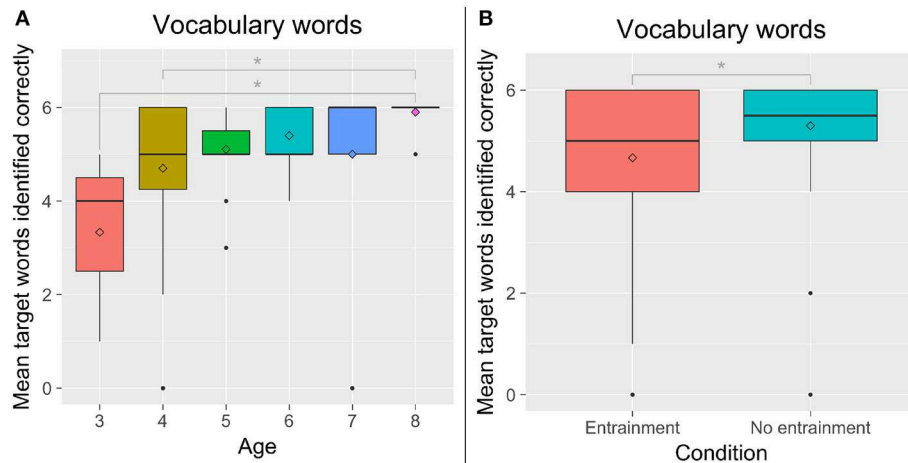 A
Vocabulary words
Mean target words identified correctly
6
4
2
0
*
*
3 4 5 6 7 8
Age
B
Vocabulary words
Mean target words identified correctly
6
4
2
0
*
Entrainment No entrainment
Condition